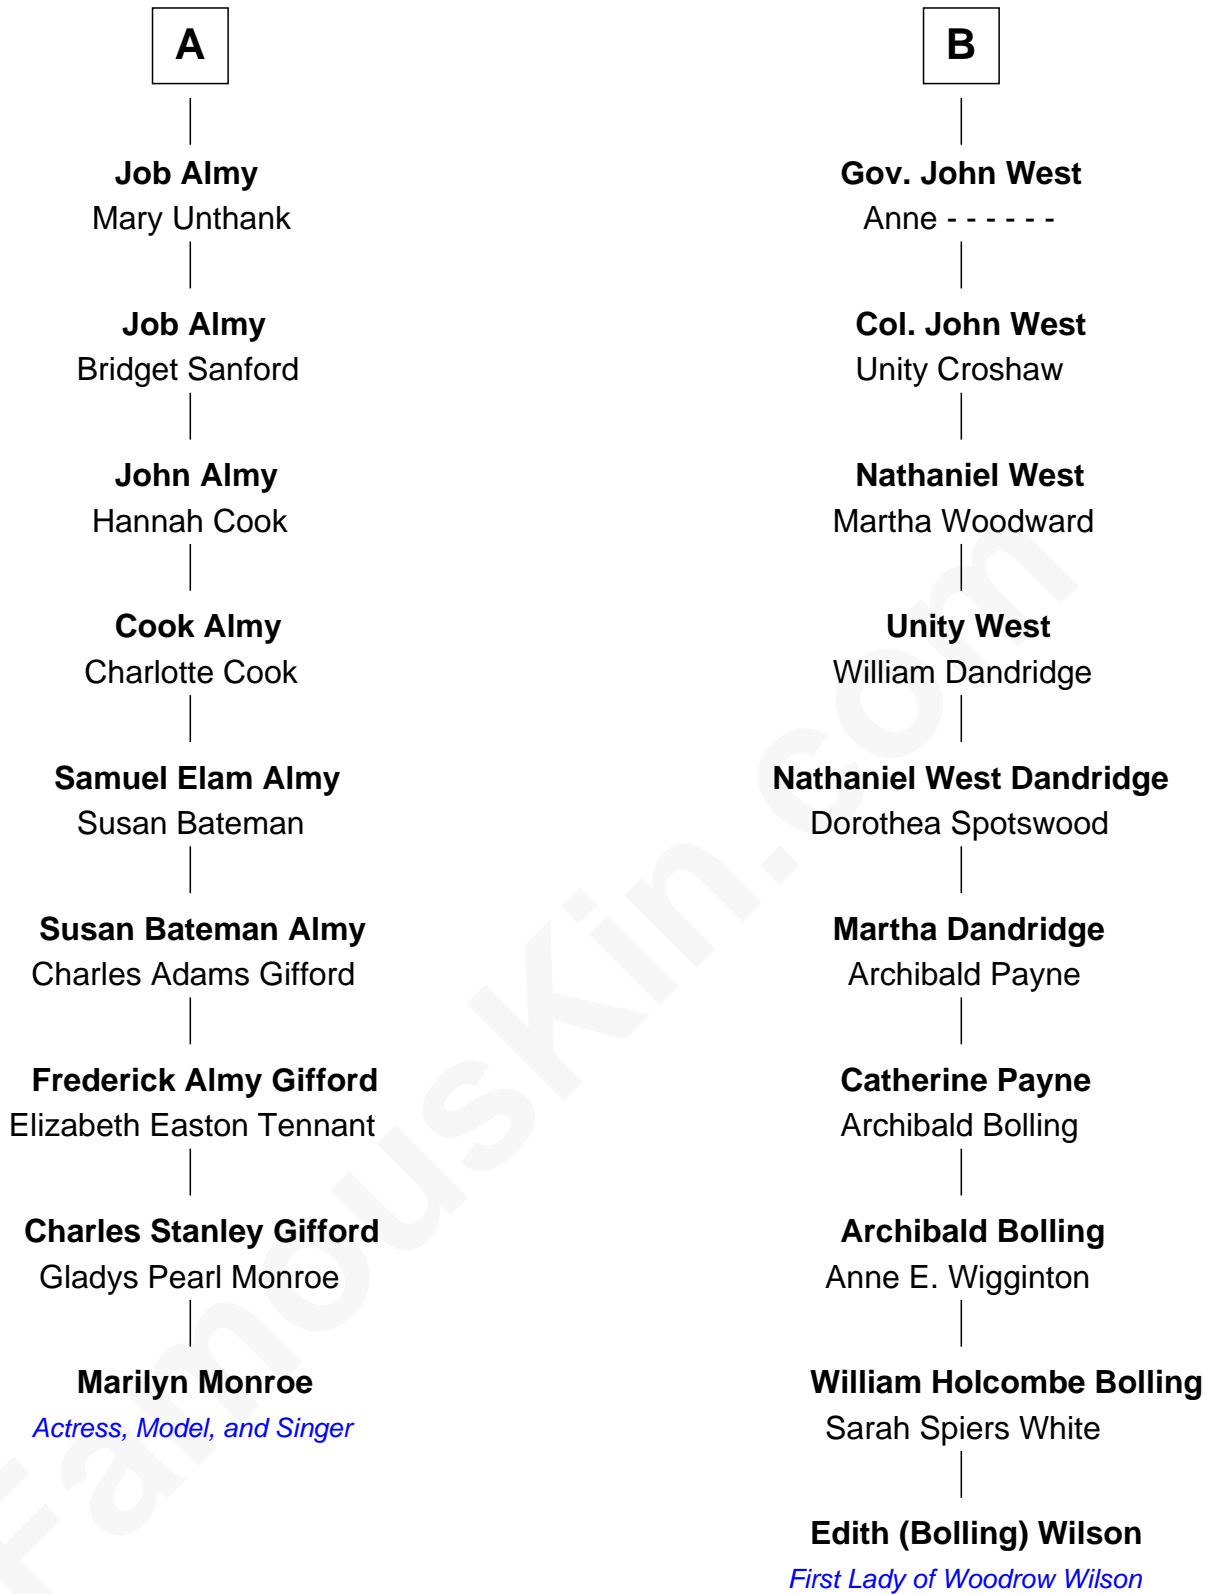 A
Job Almy
Mary Unthank
Job Almy
Bridget Sanford
John Almy
Hannah Cook
Cook Almy
Charlotte Cook
Samuel Elam Almy
Susan Bateman
Susan Bateman Almy
Charles Adams Gifford
Frederick Almy Gifford
Elizabeth Easton Tennant
Charles Stanley Gifford
Gladys Pearl Monroe
Marilyn Monroe
Actress, Model, and Singer
B
Gov. John West
Anne - - - - - -
Col. John West
Unity Croshaw
Nathaniel West
Martha Woodward
Unity West
William Dandridge
Nathaniel West Dandridge
Dorothea Spotswood
Martha Dandridge
Archibald Payne
Catherine Payne
Archibald Bolling
Archibald Bolling
Anne E. Wigginton
William Holcombe Bolling
Sarah Spiers White
Edith (Bolling) Wilson
First Lady of Woodrow Wilson
FamousKin.com